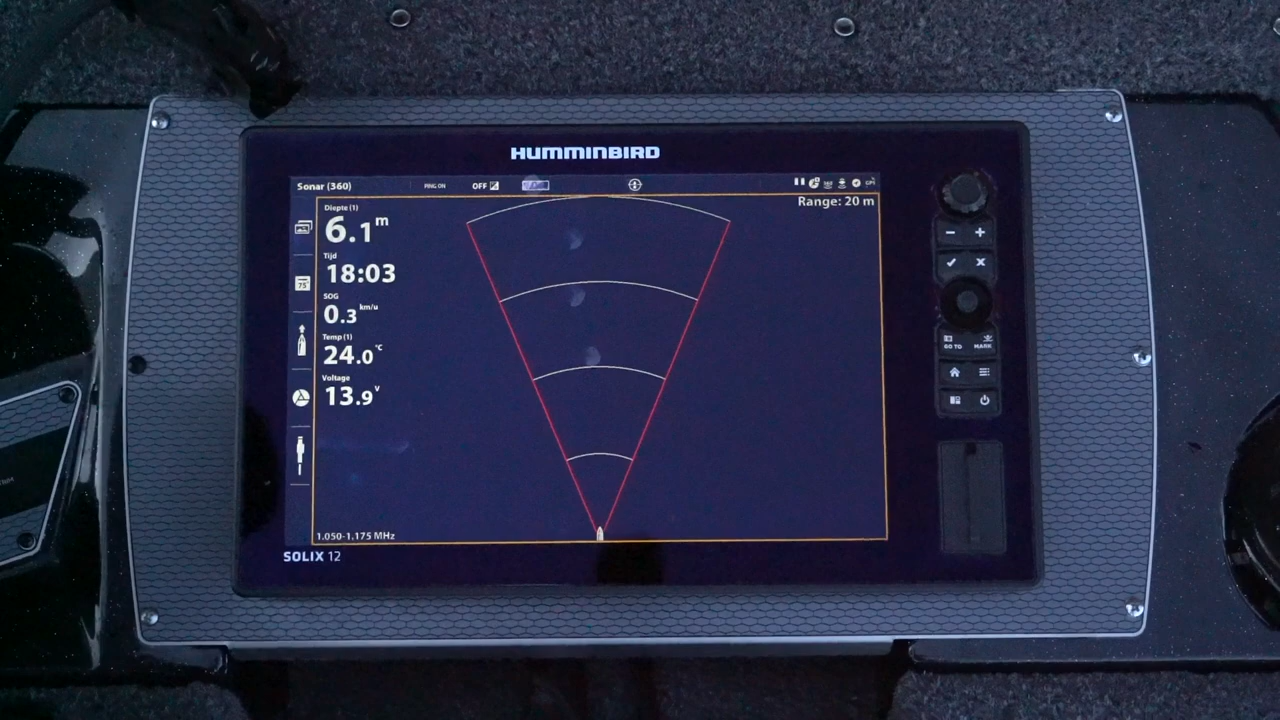 HUMMINBIRD
Sonar (360) PING ON OFF
Range: 20 m
Diepte (1)
6.1 m
Tijd
18:03
SOG
0.3 km/u
Temp (1)
24.0 °C
Voltage
13.9 V
75°
1.050-1,175 MHz
SOLIX 12
GO TO MARK